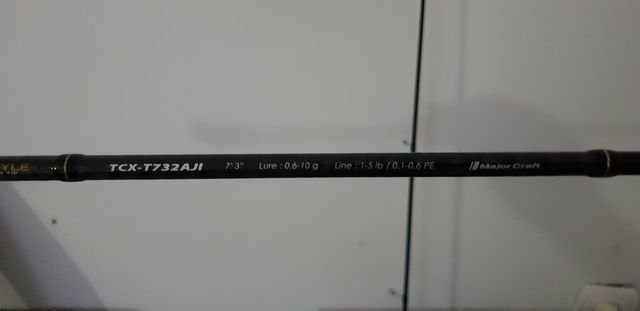 YLE TCX-T732AJI 7'3" Lure : 0.6-10 g Line : 1-5 lb / 0.1-0.6 PE Major Craft